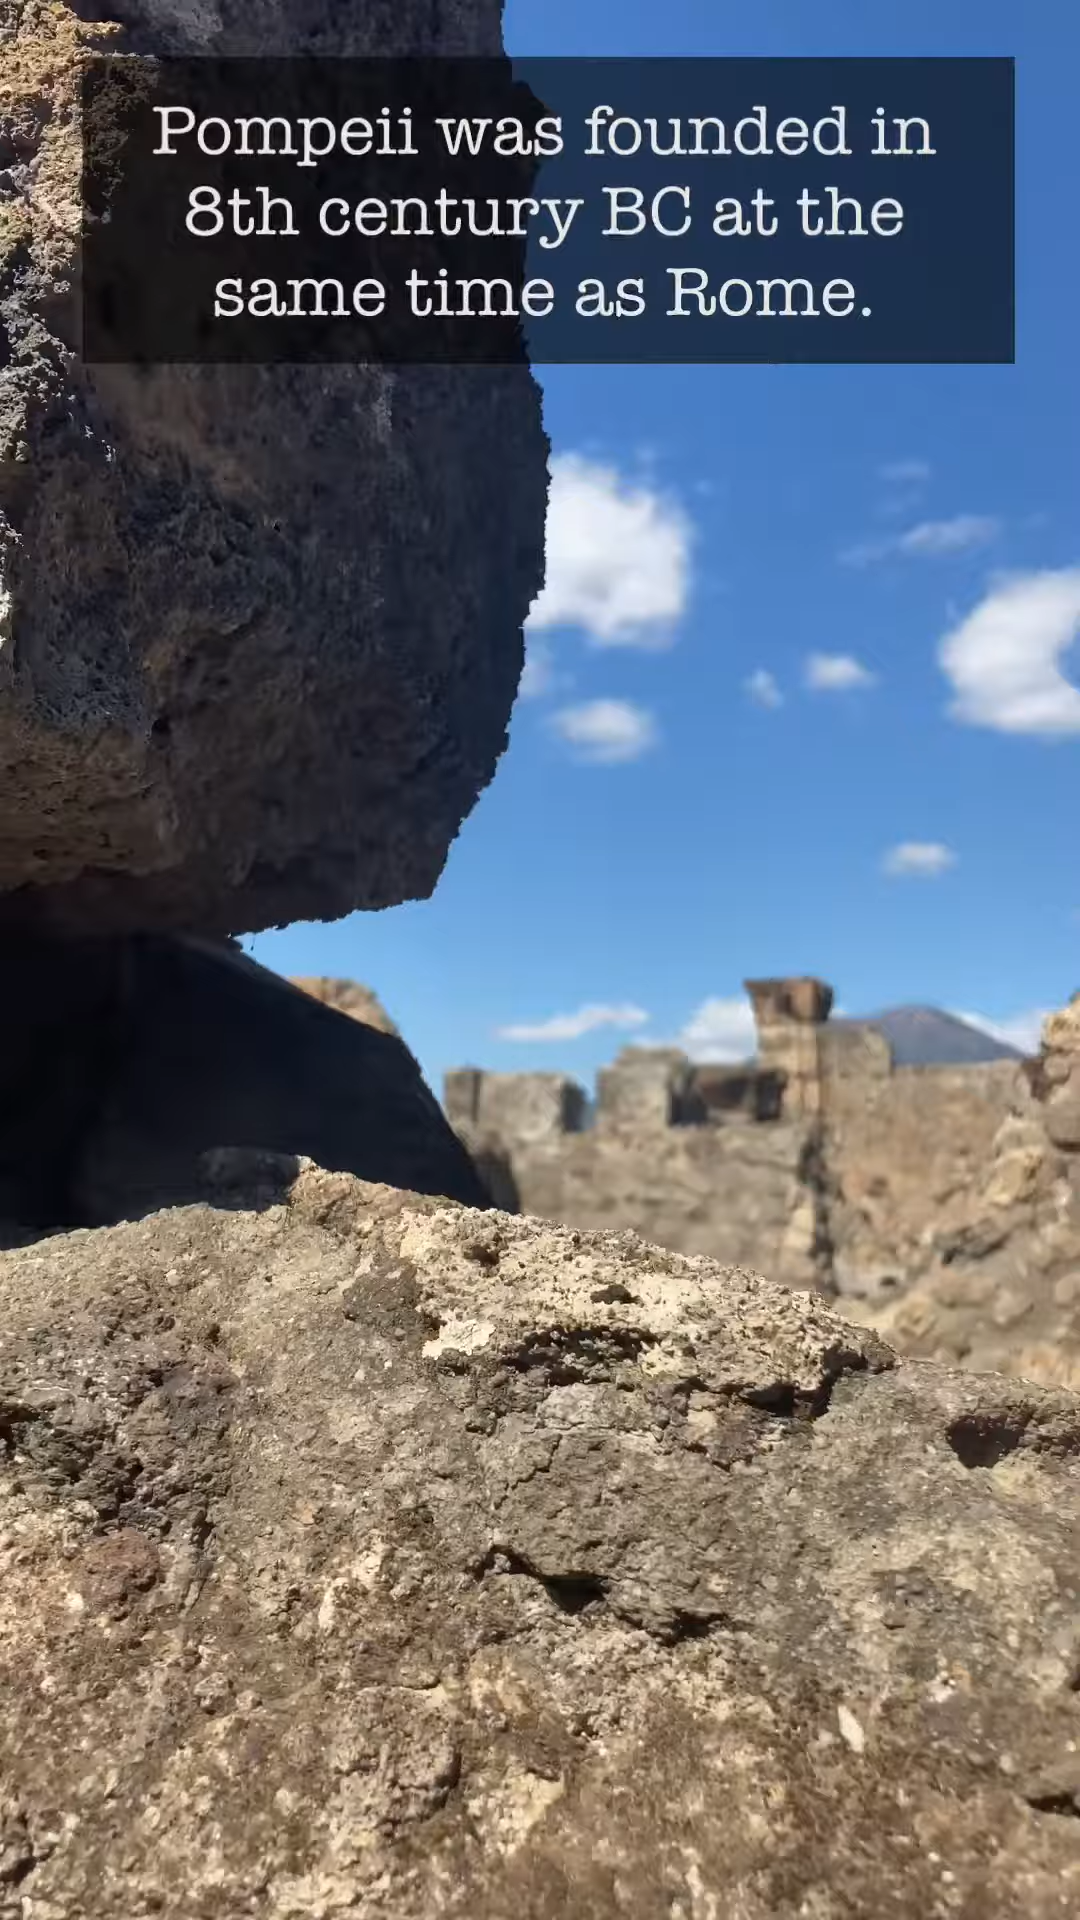 Pompeii was founded in
8th century BC at the
same time as Rome.